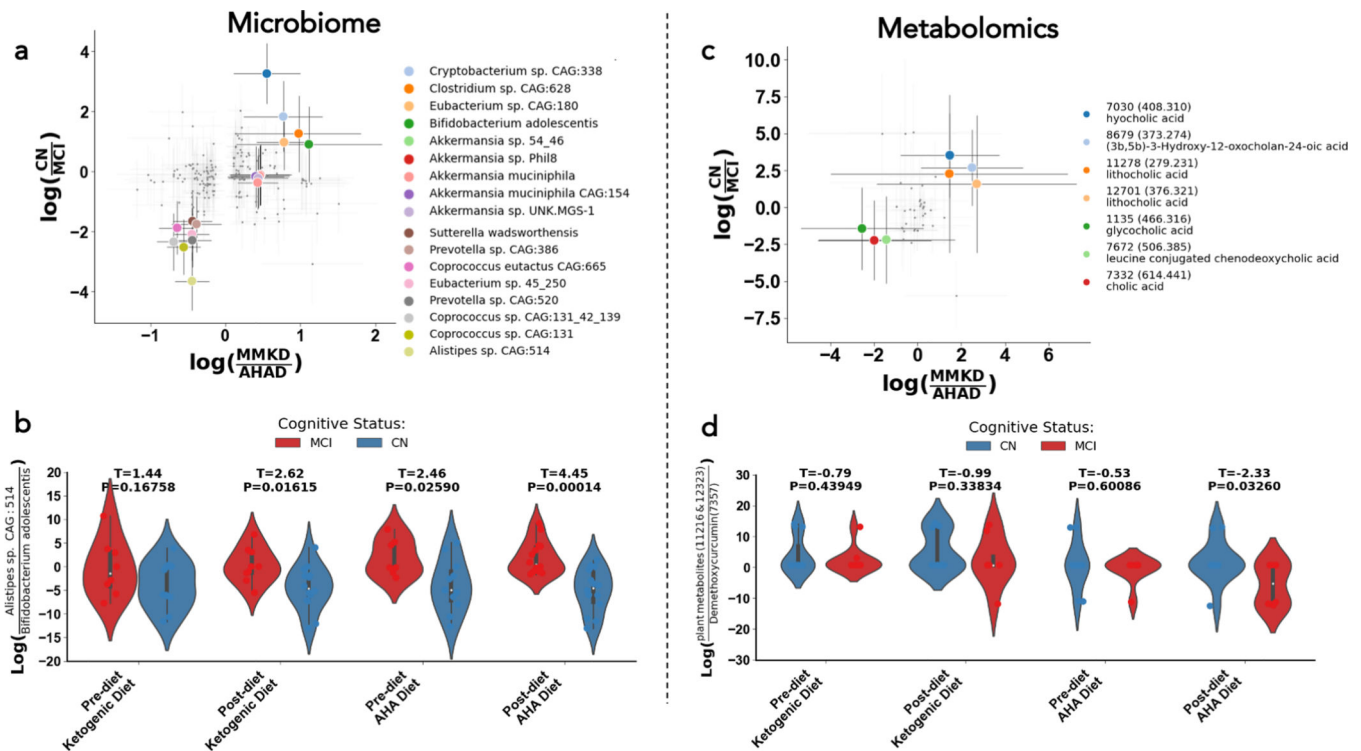 Microbiome
a
4
2
0
−2
−4
log(CN/MCI)
−1
0
1
2
log(MMKD/AHAD)
Cryptobacterium sp. CAG:338
Clostridium sp. CAG:628
Eubacterium sp. CAG:180
Bifidobacterium adolescentis
Akkermansia sp. 54_46
Akkermansia sp. Phil8
Akkermansia muciniphila
Akkermansia muciniphila CAG:154
Akkermansia sp. UNK.MGS-1
Sutterella wadsworthensis
Prevotella sp. CAG:386
Coprococcus eutactus CAG:665
Eubacterium sp. 45_250
Prevotella sp. CAG:520
Coprococcus sp. CAG:131_42_139
Coprococcus sp. CAG:131
Alistipes sp. CAG:514
Metabolomics
c
10.0
7.5
5.0
2.5
0.0
−2.5
−5.0
−7.5
log(CN/MCI)
−4
−2
0
2
4
6
log(MMKD/AHAD)
7030 (408.310)
hyocholic acid
8679 (373.274)
(3b,5b)-3-Hydroxy-12-oxocholan-24-oic acid
11278 (279.231)
lithocholic acid
12701 (376.321)
lithocholic acid
1135 (466.316)
glycocholic acid
7672 (506.385)
leucine conjugated chenodeoxycholic acid
7332 (614.441)
cholic acid
b
Cognitive Status:
MCI CN
T=1.44 T=2.62 T=2.46 T=4.45
P=0.16758 P=0.01615 P=0.02590 P=0.00014
20
15
10
5
0
−5
−10
−15
−20
Log(Alistipes sp. CAG : 514/Bifidobacterium adolescentis)
Pre-diet
Ketogenic Diet
Post-diet
Ketogenic Diet
Pre-diet
AHA Diet
Post-diet
AHA Diet
d
Cognitive Status:
CN MCI
T=-0.79 T=-0.99 T=-0.53 T=-2.33
P=0.43949 P=0.33834 P=0.60086 P=0.03260
30
20
10
0
−10
−20
−30
Log(plant metabolites (11216 & 12323)/Demethoxycurcumin(7357))
Pre-diet
Ketogenic Diet
Post-diet
Ketogenic Diet
Pre-diet
AHA Diet
Post-diet
AHA Diet